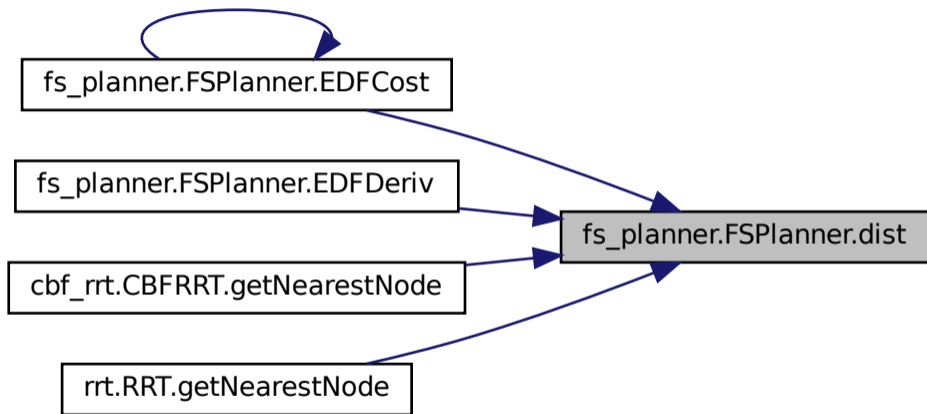 fs_planner.FSPlanner.EDFCost
fs_planner.FSPlanner.EDFDeriv
fs_planner.FSPlanner.dist
cbf_rrt.CBFRRT.getNearestNode
rrt.RRT.getNearestNode